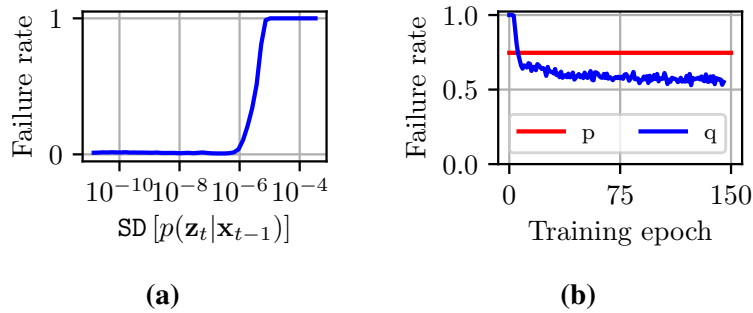 1
0
Failure rate
10⁻¹⁰ 10⁻⁸ 10⁻⁶ 10⁻⁴
SD [p(z_t|x_{t−1})]
(a)
1.0
0.5
0.0
Failure rate
p q
0 75 150
Training epoch
(b)